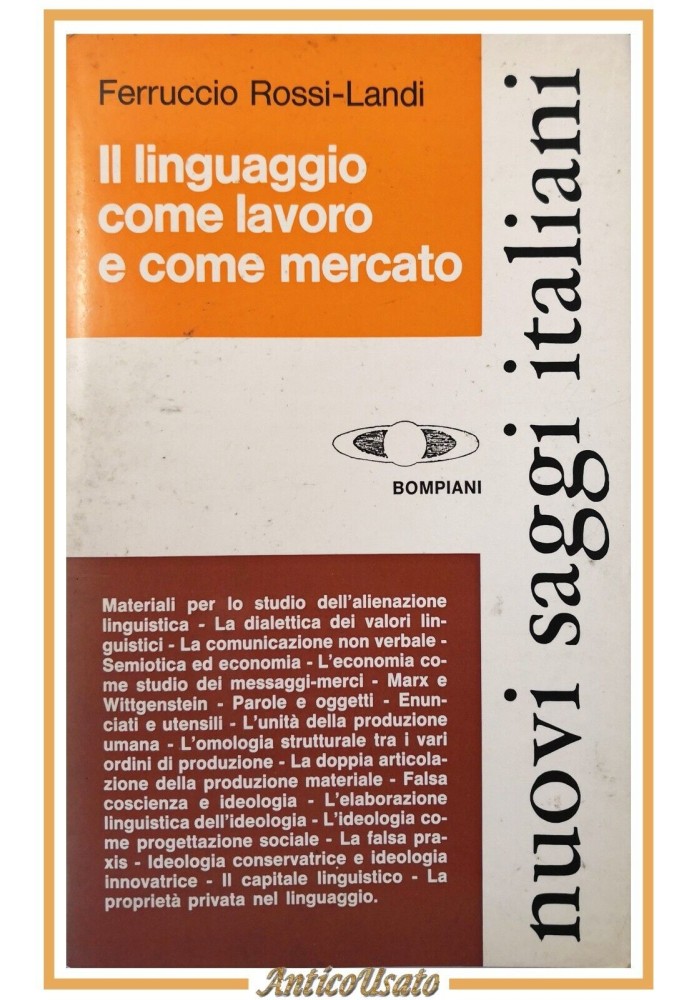 Ferruccio Rossi-Landi
Il linguaggio
come lavoro
e come mercato
BOMPIANI
nuovi saggi italiani
Materiali per lo studio dell'alienazione
linguistica - La dialettica dei valori lin-
guistici - La comunicazione non verbale -
Semiotica ed economia - L'economia co-
me studio dei messaggi-merci - Marx e
Wittgenstein - Parole e oggetti - Enun-
ciati e utensili - L'unità della produzione
umana - L'omologia strutturale tra i vari
ordini di produzione - La doppia articola-
zione della produzione materiale - Falsa
coscienza e ideologia - L'elaborazione
linguistica dell'ideologia - L'ideologia co-
me progettazione sociale - La falsa pra-
xis - Ideologia conservatrice e ideologia
innovatrice - Il capitale linguistico - La
proprietà privata nel linguaggio.
AnticoUsato